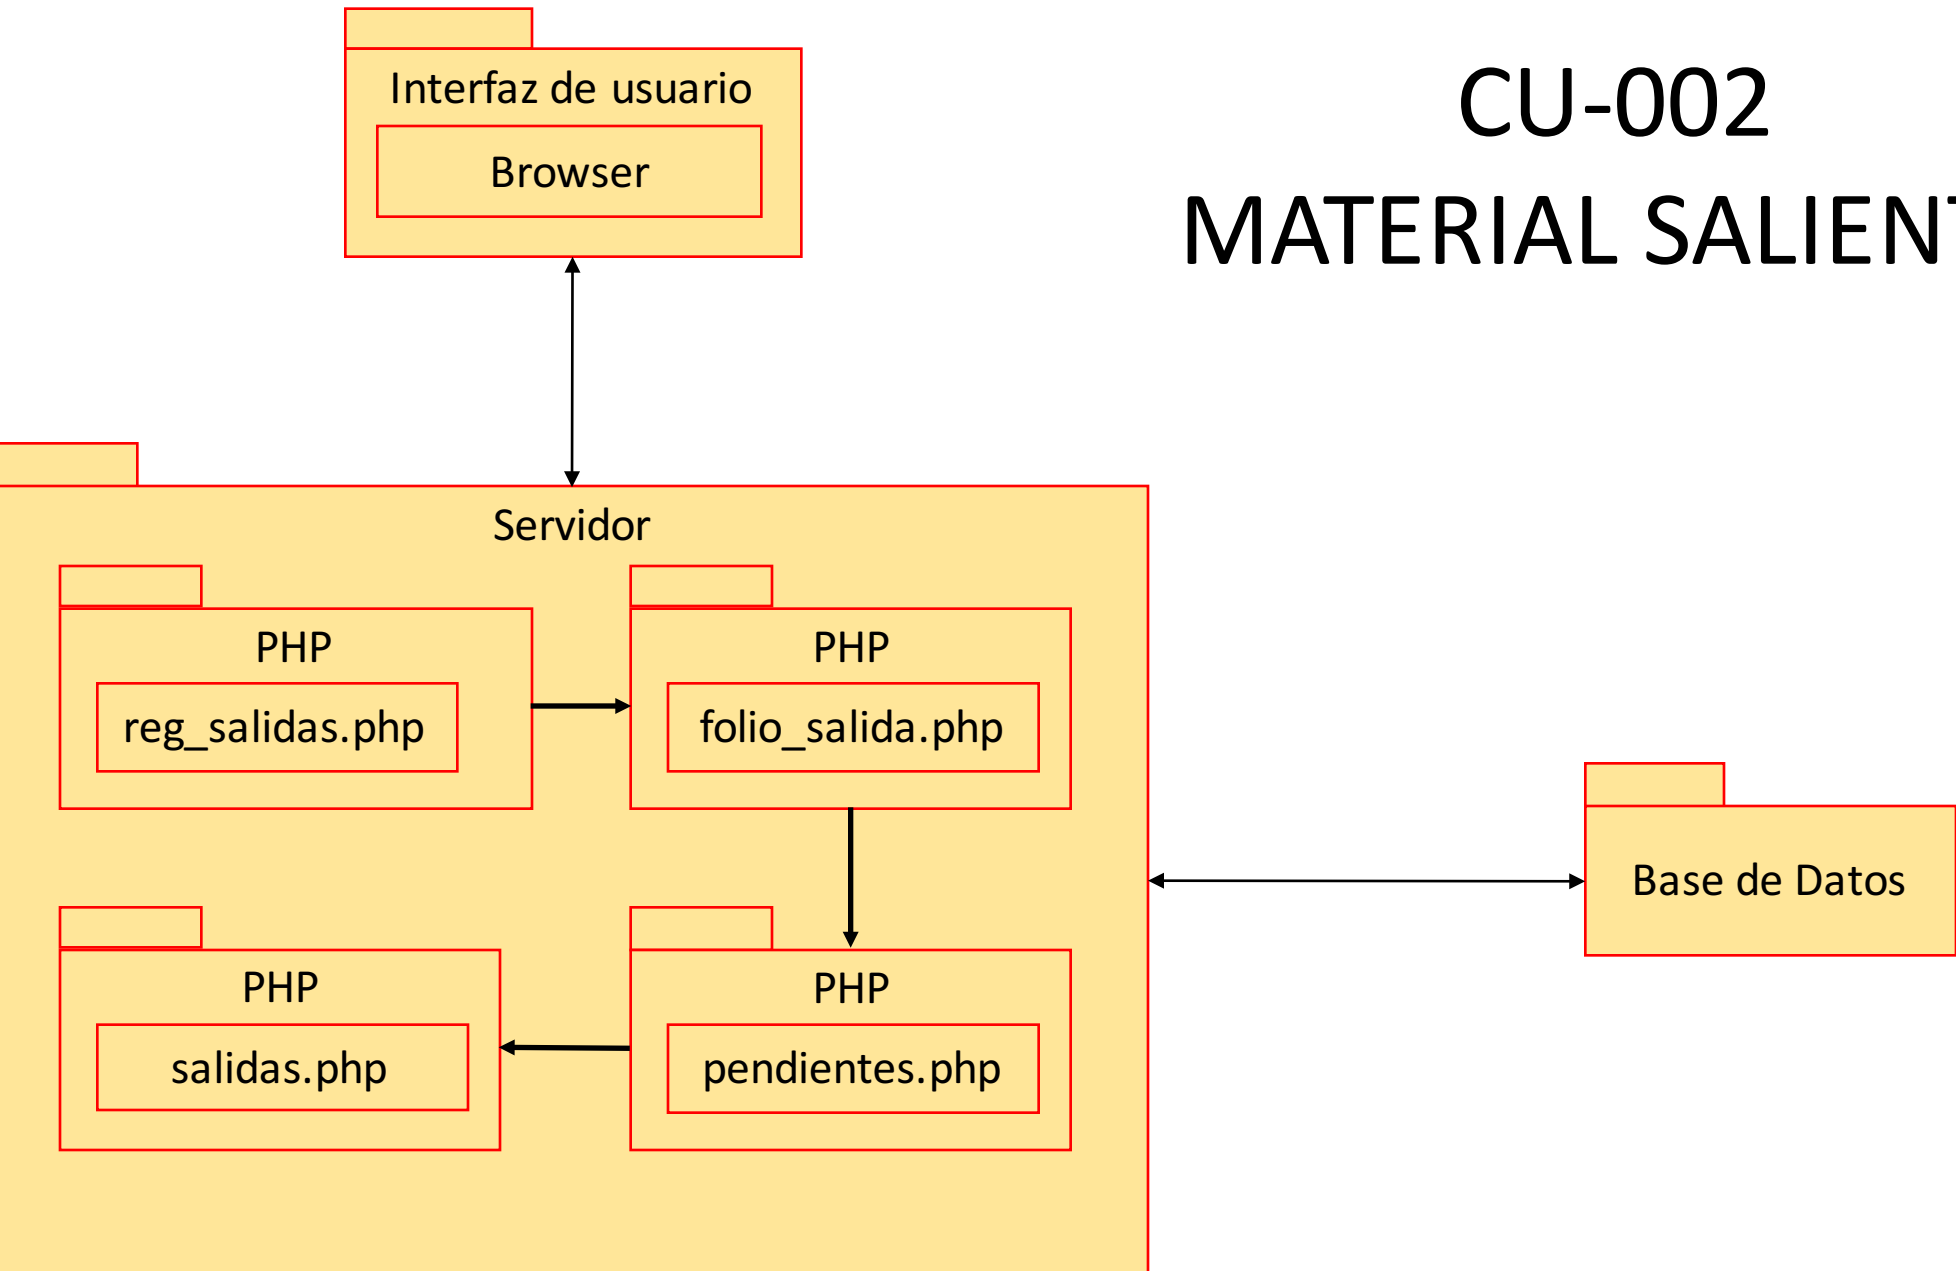 Interfaz de usuario
Browser
CU-002
MATERIAL SALIENT
Servidor
PHP
reg_salidas.php
PHP
folio_salida.php
PHP
salidas.php
PHP
pendientes.php
Base de Datos